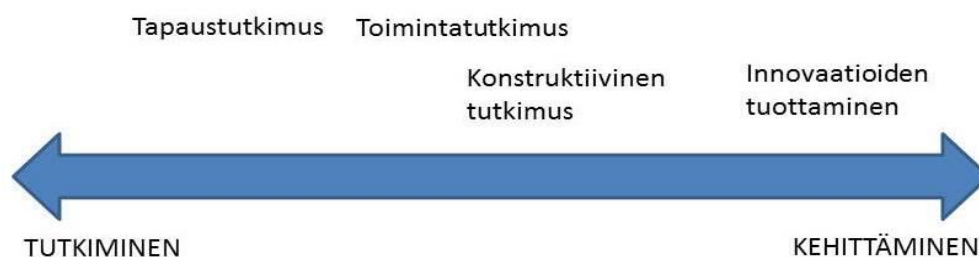 Tapaustutkimus
Toimintatutkimus
Konstruktiivinen
tutkimus
Innovaatioiden
tuottaminen
TUTKIMINEN
KEHITTÄMINEN